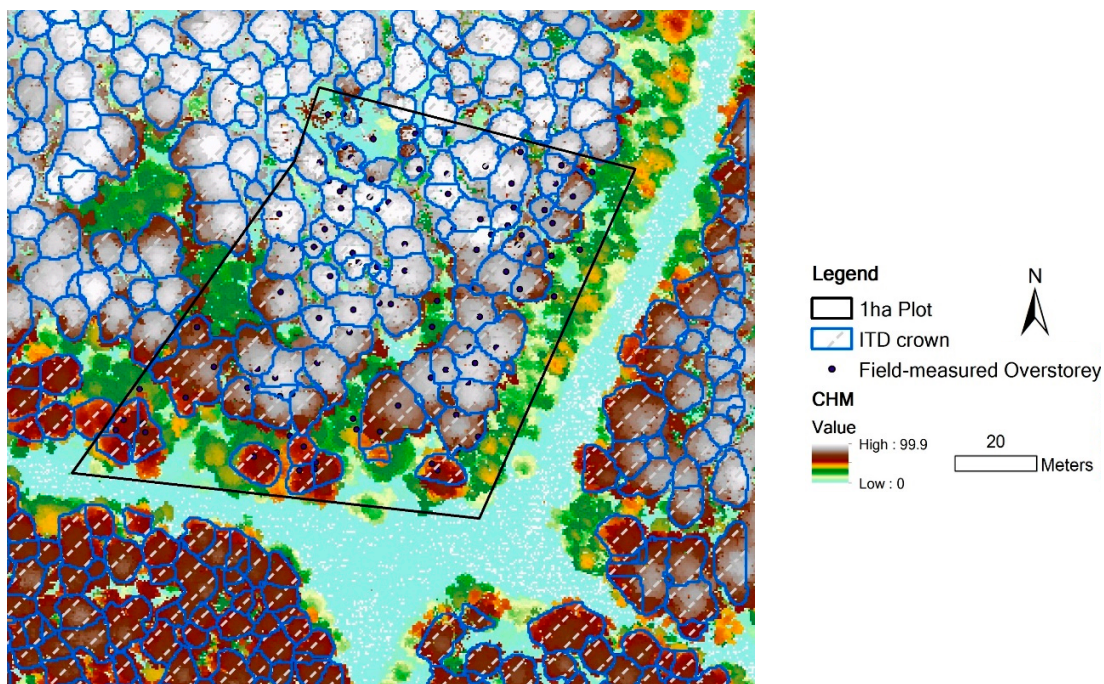 Legend
1ha Plot
ITD crown
Field-measured Overstorey
CHM
Value
High : 99.9
Low : 0
N
20
Meters